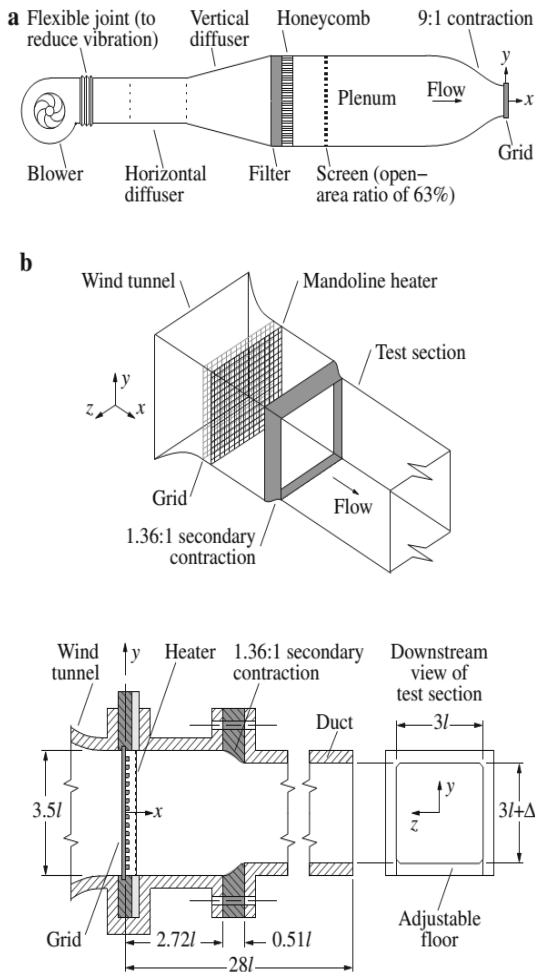 a Flexible joint (to
reduce vibration)
Vertical
diffuser
Honeycomb
9:1 contraction
y
x
Flow
Plenum
Grid
Blower
Horizontal
diffuser
Filter
Screen (open–
area ratio of 63%)
b
Wind tunnel
Mandoline heater
Test section
y
z
x
Grid
Flow
1.36:1 secondary
contraction
Wind
tunnel
y
Heater
1.36:1 secondary
contraction
Downstream
view of
test section
Duct
3l
3.5l
x
y
z
3l+Δ
Grid
2.72l
0.51l
28l
Adjustable
floor